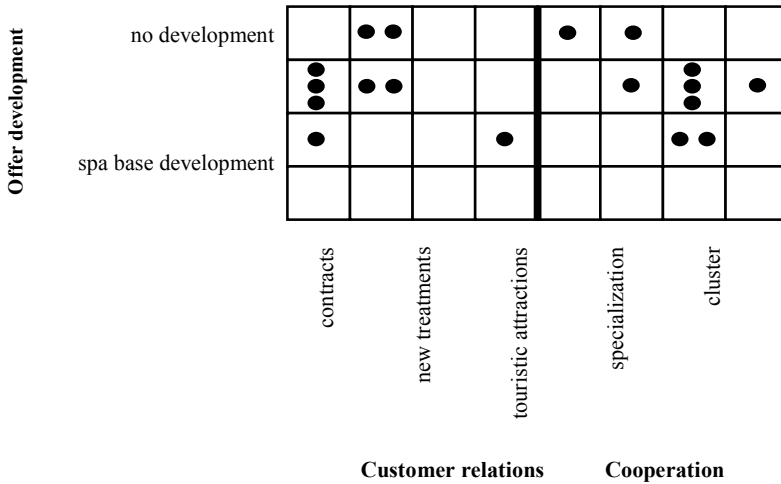 Offer development
no development
spa base development
contracts
new treatments
touristic attractions
specialization
cluster
Customer relations
Cooperation